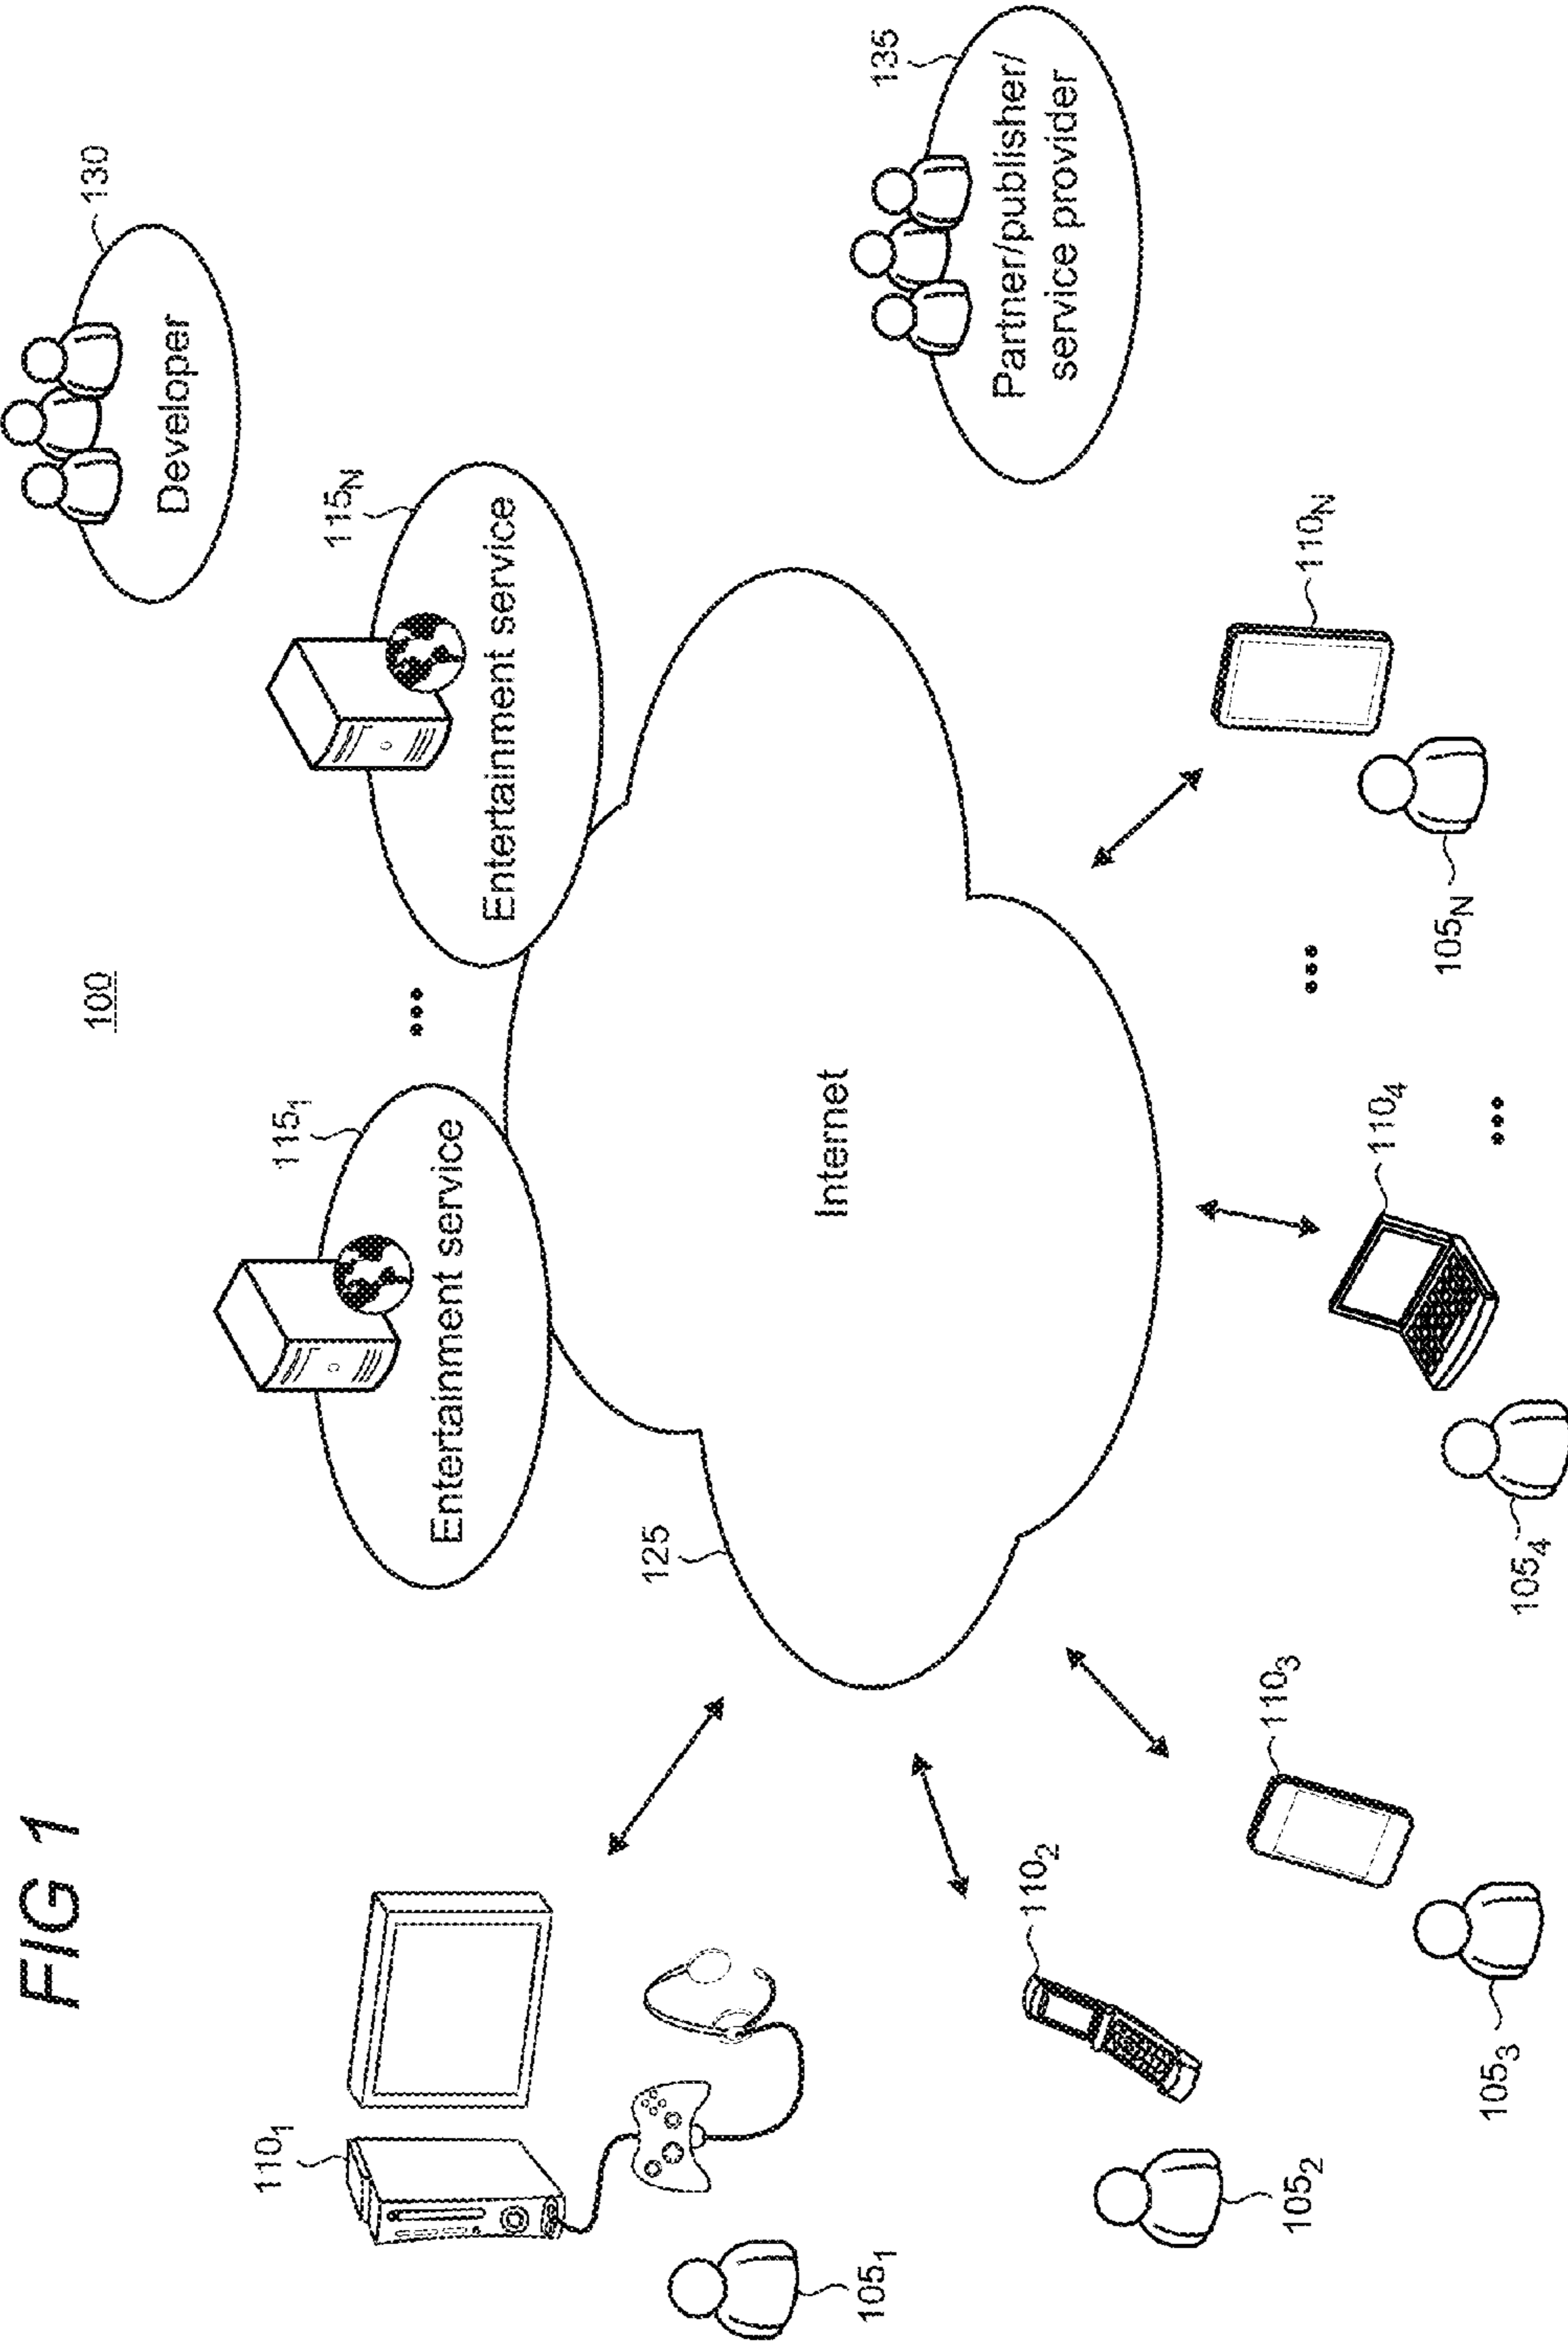 FIG 1
100
130
Developer
115N
Entertainment service
115₁
Entertainment service
135
Partner/publisher/
service provider
125
Internet
110₁
105₁
110₂
105₂
110₃
105₃
110₄
105₄
110N
105N